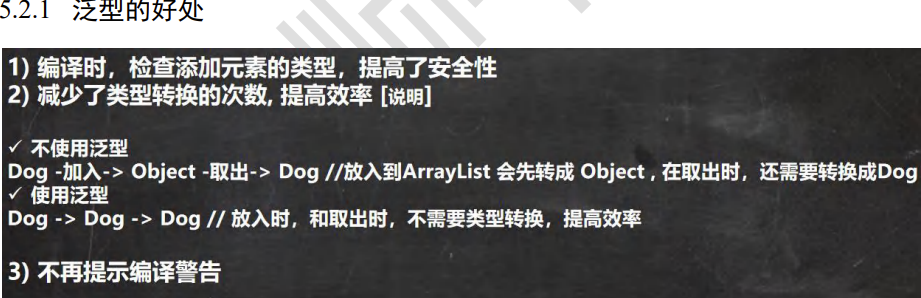 5.2.1 泛型的好处
1) 编译时，检查添加元素的类型，提高了安全性
2) 减少了类型转换的次数, 提高效率 [说明]
✓ 不使用泛型
Dog -加入-> Object -取出-> Dog //放入到ArrayList 会先转成 Object , 在取出时，还需要转换成Dog
✓ 使用泛型
Dog -> Dog -> Dog // 放入时，和取出时，不需要类型转换，提高效率
3) 不再提示编译警告